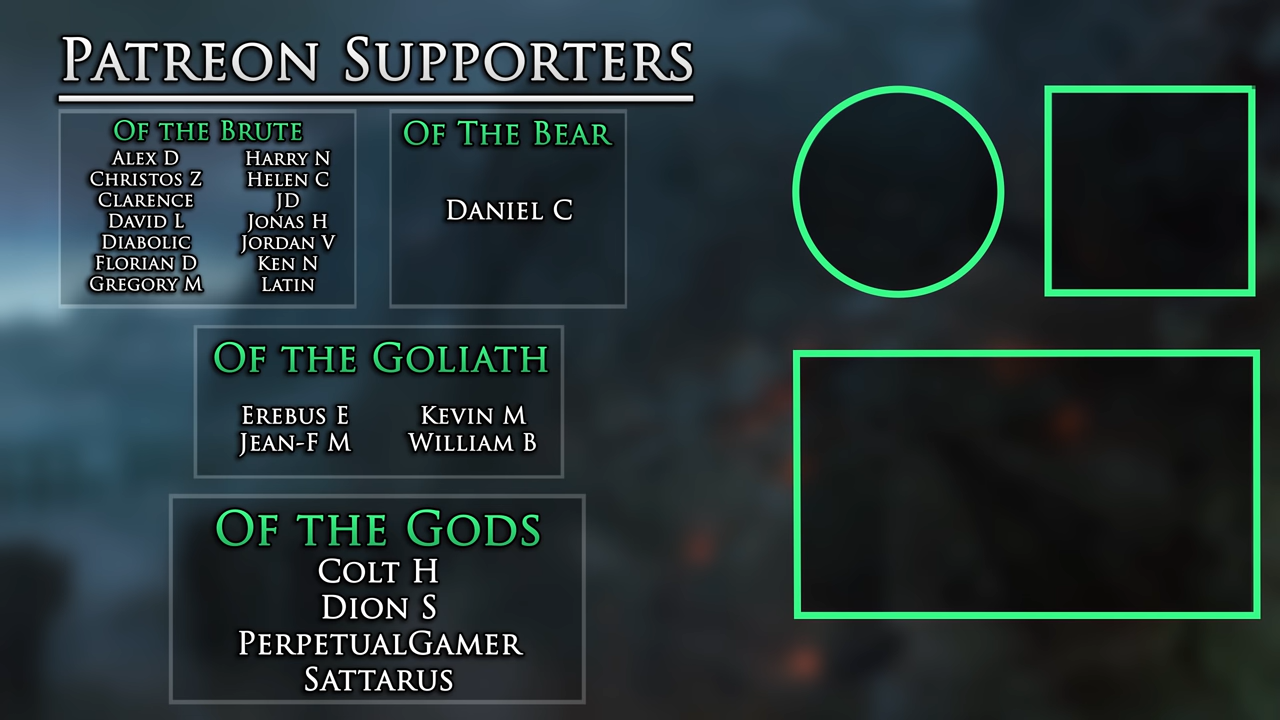 Patreon Supporters
Of the Brute
Alex D
Christos Z
Clarence
David L
Diabolic
Florian D
Gregory M
Harry N
Helen C
JD
Jonas H
Jordan V
Ken N
Latin
Of The Bear
Daniel C
Of the Goliath
Erebus E
Jean-F M
Kevin M
William B
Of the Gods
Colt H
Dion S
PerpetualGamer
Sattarus